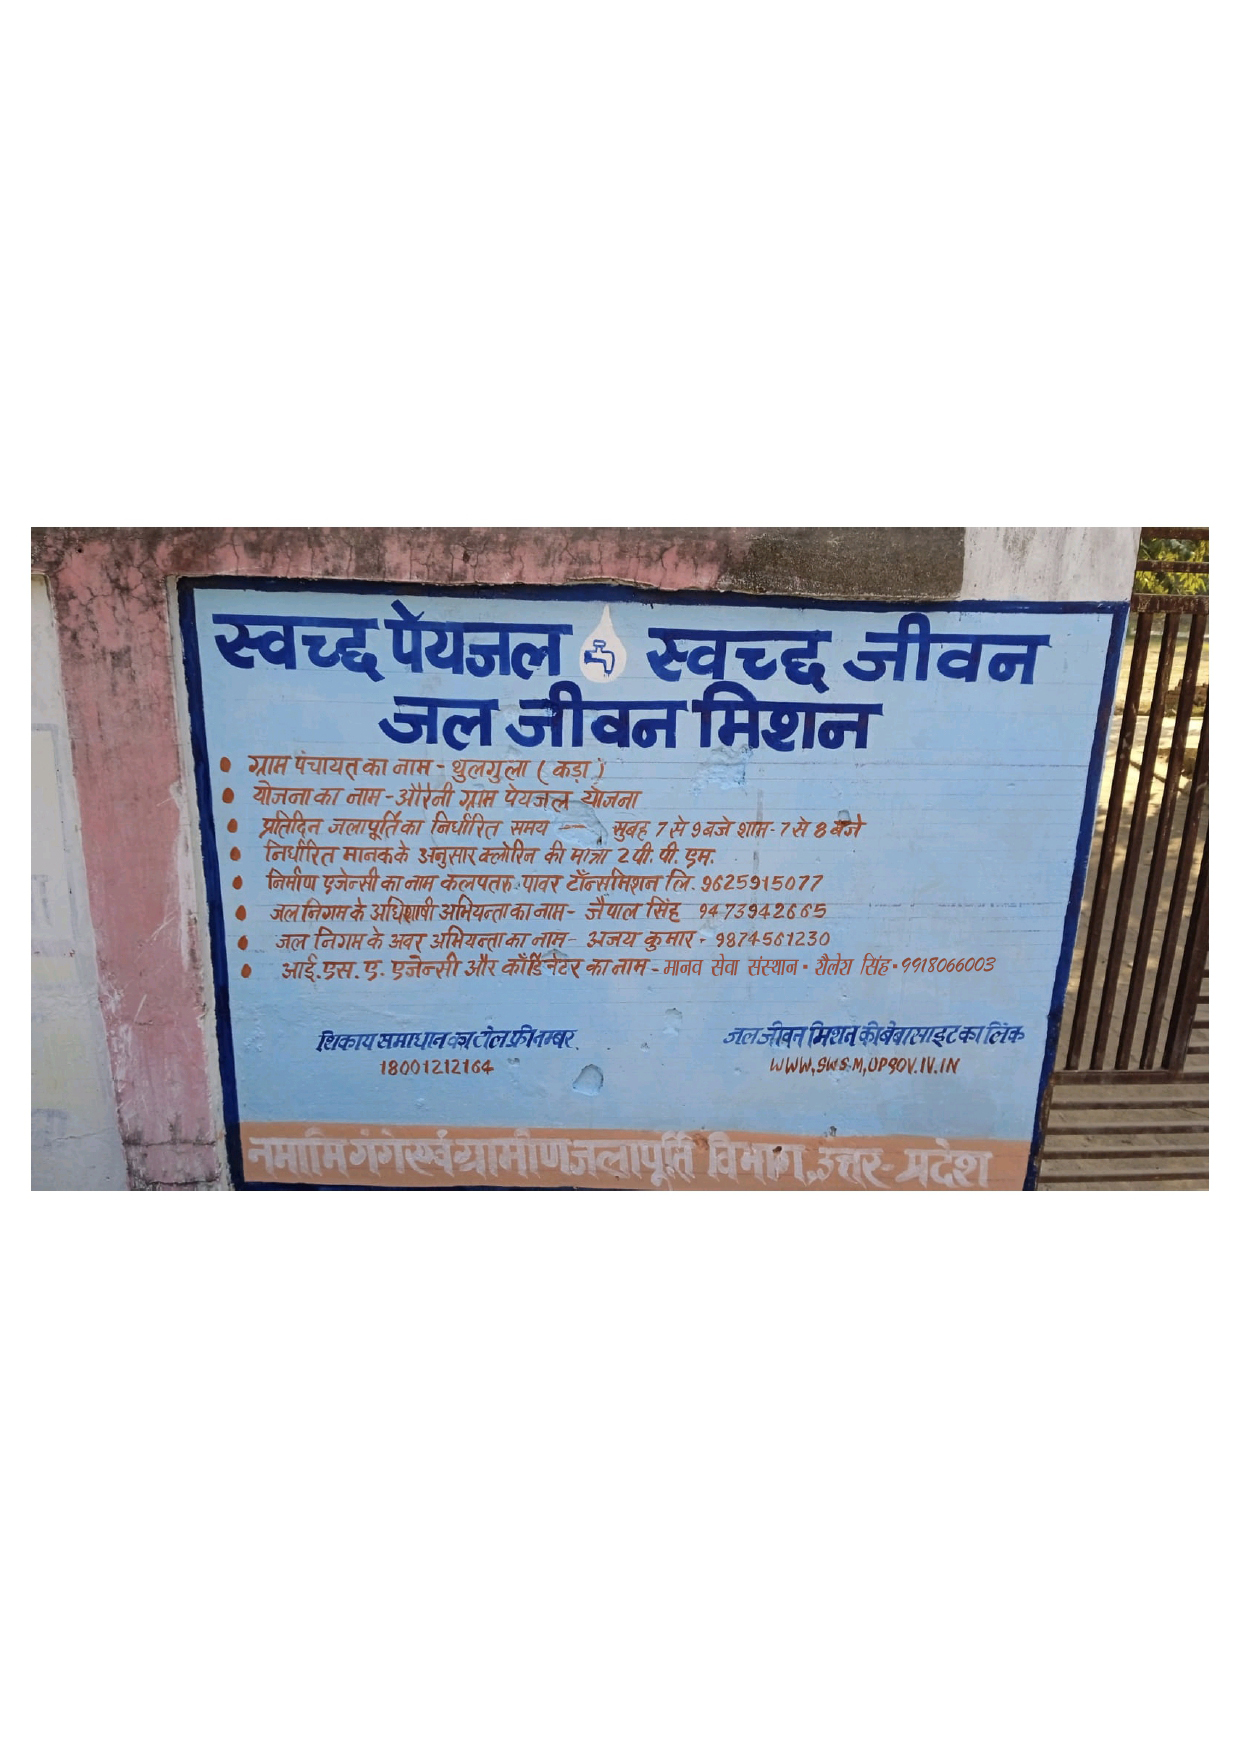 स्वच्छ पेयजल स्वच्छ जीवन
जल जीवन मिशन
• ग्राम पंचायत का नाम - थुलगुला ( कड़ा )
• योजना का नाम - औरैनी ग्राम पेयजल योजना
• प्रतिदिन जलापूर्ति का निर्धारित समय — सुबह 7 से 9 बजे शाम - 7 से 8 बजे
• निर्धारित मानक के अनुसार क्लोरिन की मात्रा 2 पी. पी. एम.
• निर्माण एजेन्सी का नाम कलपतरु पावर टॉन्समिशन लि. 9625915077
• जल निगम के अधिशाषी अभियन्ता का नाम - जैपाल सिंह 9473942665
• जल निगम के अवर अभियन्ता का नाम - अजय कुमार - 9874561230
• आई. एस. ए. एजेन्सी और कॉर्डिनेटर का नाम - मानव सेवा संस्थान • शैलेश सिंह • 9918066003
शिकाय समाधान का टोल फ्री नम्बर जल जीवन मिशन की बेबासाइट का लिंक
18001212164 WWW,SWSM,UPGOV.IV.IN
नमामि गंगे एवं ग्रामीण जलापूर्ति विभाग, उत्तर-प्रदेश